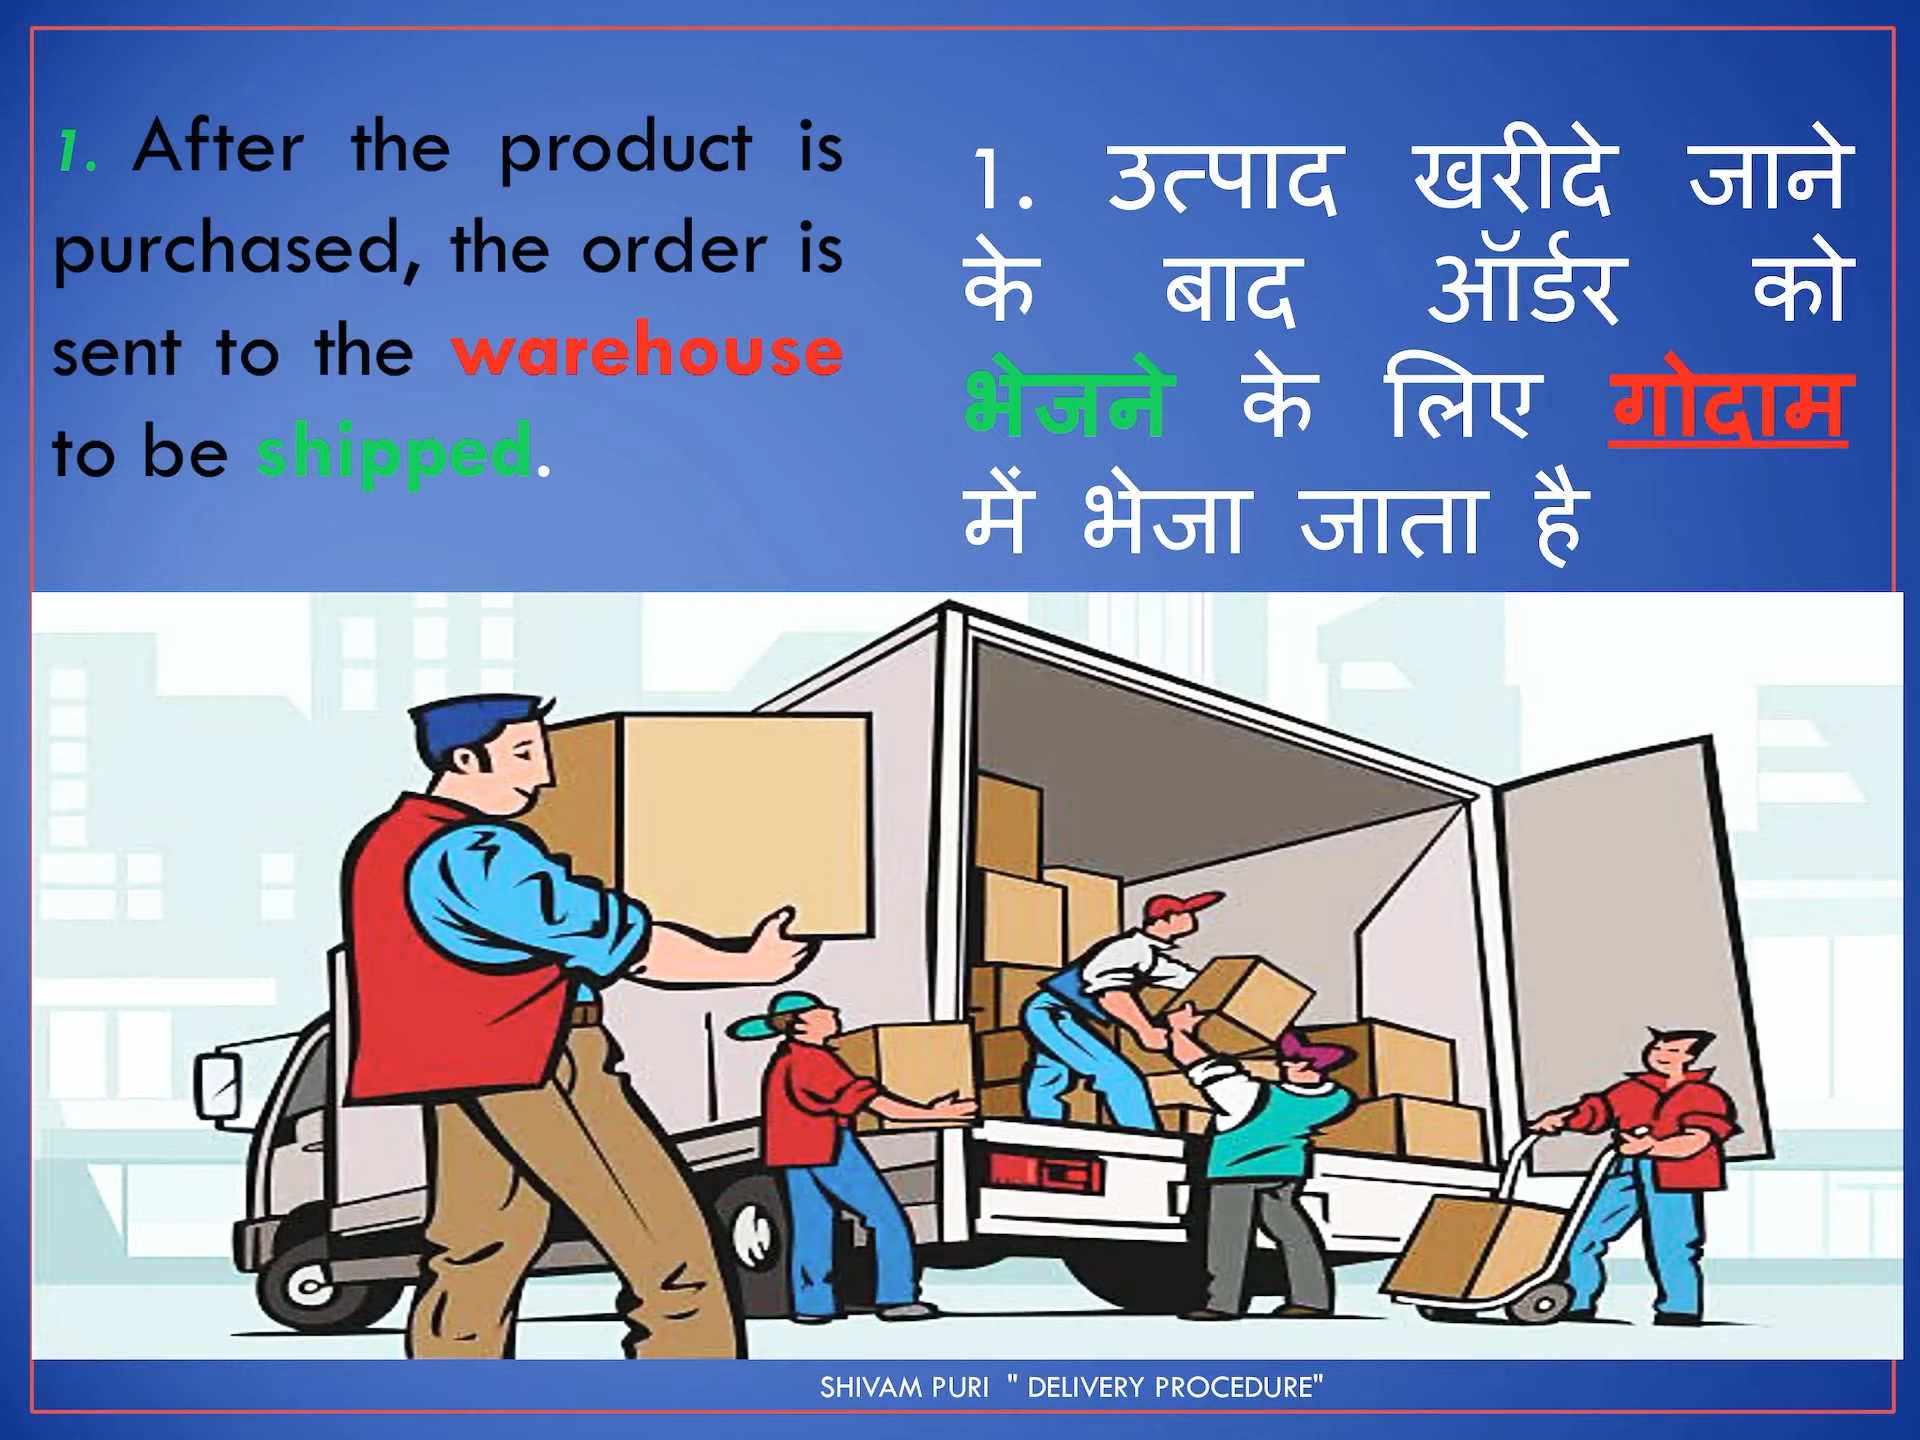 1. After the product is
purchased, the order is
sent to the warehouse
to be shipped.
1. उत्पाद खरीदे जाने
के बाद ऑर्डर को
भेजने के लिए गोदाम
में भेजा जाता है
SHIVAM PURI " DELIVERY PROCEDURE"